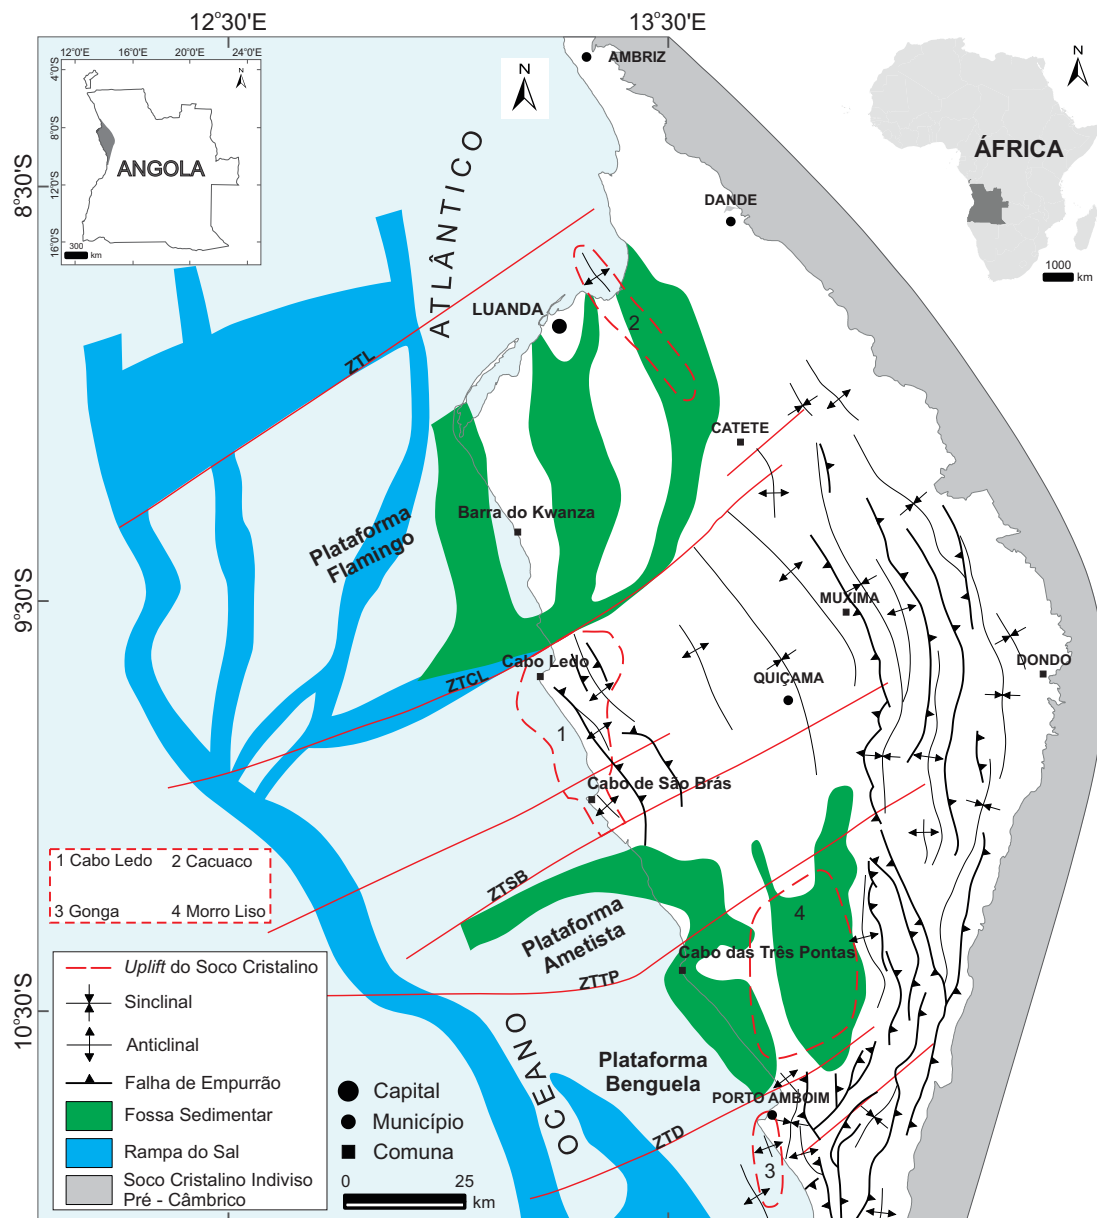 12°30'E
13°30'E
8°30'S
9°30'S
10°30'S
12°0'E
16°0'E
20°0'E
24°0'E
4°0'S
8°0'S
12°0'S
16°0'S
N
ANGOLA
300
km
N
N
ÁFRICA
1000
km
AMBRIZ
DANDE
ATLÂNTICO
LUANDA
2
ZTL
CATETE
Barra do Kwanza
Plataforma
Flamingo
MUXIMA
Cabo Ledo
DONDO
ZTCL
QUIÇAMA
1
Cabo de São Brás
ZTSB
Plataforma
Ametista
4
Cabo das Três Pontas
ZTTP
OCEANO
Plataforma
Benguela
PORTO AMBOIM
ZTD
3
1 Cabo Ledo
2 Cacuaco
3 Gonga
4 Morro Liso
Uplift do Soco Cristalino
Sinclinal
Anticlinal
Falha de Empurrão
Fossa Sedimentar
Rampa do Sal
Soco Cristalino Indiviso
Pré - Câmbrico
Capital
Município
Comuna
0
25
km